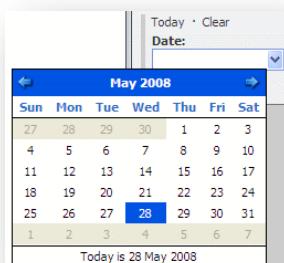 Today · Clear
Date:
May 2008
Sun Mon Tue Wed Thu Fri Sat
27 28 29 30 1 2 3
4 5 6 7 8 9 10
11 12 13 14 15 16 17
18 19 20 21 22 23 24
25 26 27 28 29 30 31
1 2 3 4 5 6 7
Today is 28 May 2008